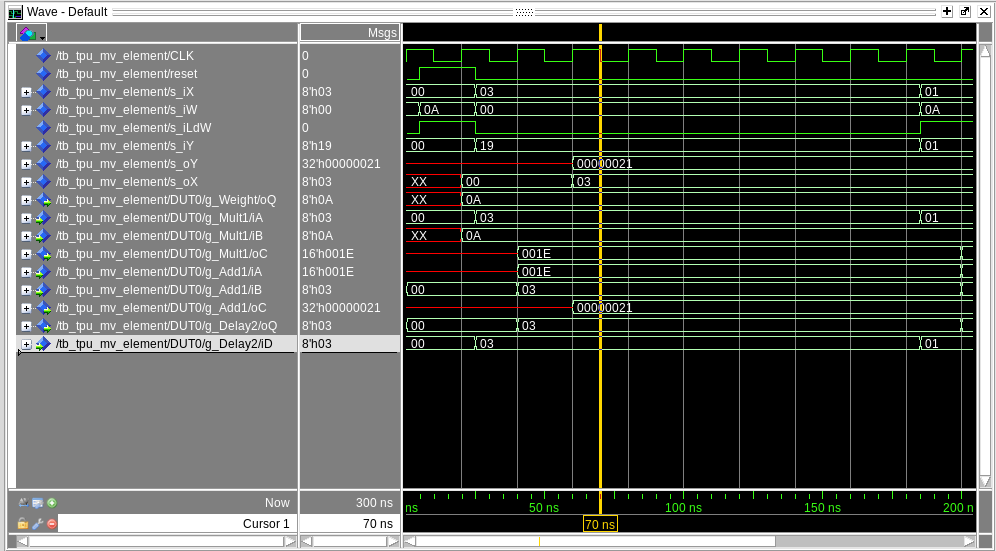 Wave - Default
Msgs
/tb_tpu_mv_element/CLK 0
/tb_tpu_mv_element/reset 0
/tb_tpu_mv_element/s_iX 8'h03 00 03 01
/tb_tpu_mv_element/s_iW 8'h00 0A 00 0A
/tb_tpu_mv_element/s_iLdW 0
/tb_tpu_mv_element/s_iY 8'h19 00 19 01
/tb_tpu_mv_element/s_oY 32'h00000021 00000021
/tb_tpu_mv_element/s_oX 8'h03 XX 00 03
/tb_tpu_mv_element/DUT0/g_Weight/oQ 8'h0A XX 0A
/tb_tpu_mv_element/DUT0/g_Mult1/iA 8'h03 00 03 01
/tb_tpu_mv_element/DUT0/g_Mult1/iB 8'h0A XX 0A
/tb_tpu_mv_element/DUT0/g_Mult1/oC 16'h001E 001E
/tb_tpu_mv_element/DUT0/g_Add1/iA 16'h001E 001E
/tb_tpu_mv_element/DUT0/g_Add1/iB 8'h03 00 03
/tb_tpu_mv_element/DUT0/g_Add1/oC 32'h00000021 00000021
/tb_tpu_mv_element/DUT0/g_Delay2/oQ 8'h03 00 03
/tb_tpu_mv_element/DUT0/g_Delay2/iD 8'h03 00 03 01
Now 300 ns ns 50 ns 100 ns 150 ns 200 n
Cursor 1 70 ns 70 ns